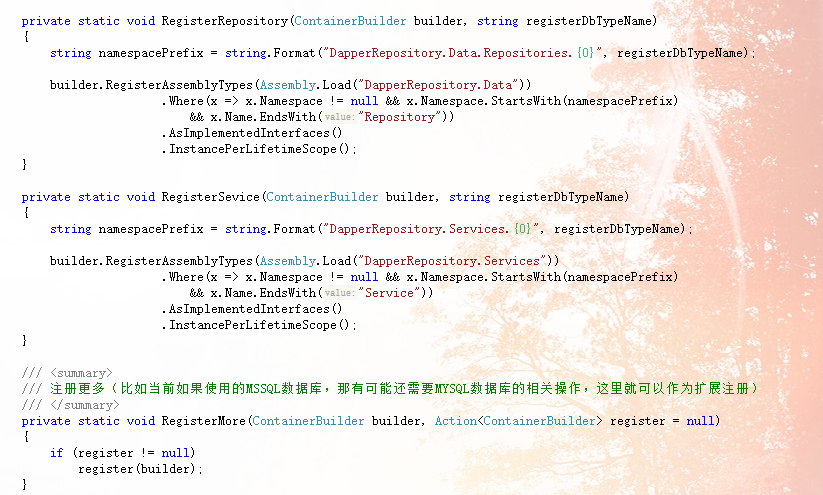 private static void RegisterRepository(ContainerBuilder builder, string registerDbTypeName)
{
    string namespacePrefix = string.Format("DapperRepository.Data.Repositories.{0}", registerDbTypeName);

    builder.RegisterAssemblyTypes(Assembly.Load("DapperRepository.Data"))
                    .Where(x => x.Namespace != null && x.Namespace.StartsWith(namespacePrefix)
                        && x.Name.EndsWith(value:"Repository"))
                    .AsImplementedInterfaces()
                    .InstancePerLifetimeScope();
}

private static void RegisterSevice(ContainerBuilder builder, string registerDbTypeName)
{
    string namespacePrefix = string.Format("DapperRepository.Services.{0}", registerDbTypeName);

    builder.RegisterAssemblyTypes(Assembly.Load("DapperRepository.Services"))
                    .Where(x => x.Namespace != null && x.Namespace.StartsWith(namespacePrefix)
                        && x.Name.EndsWith(value:"Service"))
                    .AsImplementedInterfaces()
                    .InstancePerLifetimeScope();
}

/// <summary>
/// 注册更多（比如当前如果使用的MSSQL数据库，那有可能还需要MYSQL数据库的相关操作，这里就可以作为扩展注册）
/// </summary>
private static void RegisterMore(ContainerBuilder builder, Action<ContainerBuilder> register = null)
{
    if (register != null)
        register(builder);
}